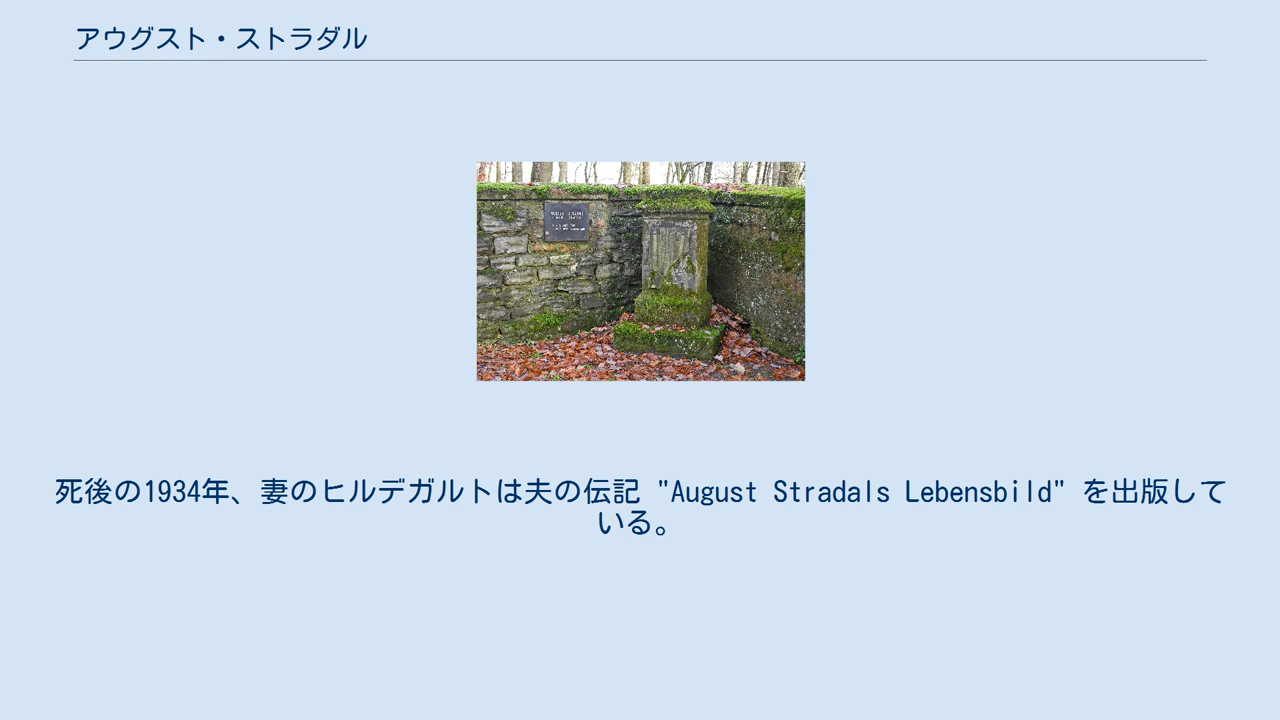 アウグスト・ストラダル
死後の1934年、妻のヒルデガルトは夫の伝記 "August Stradals Lebensbild" を出版して
いる。